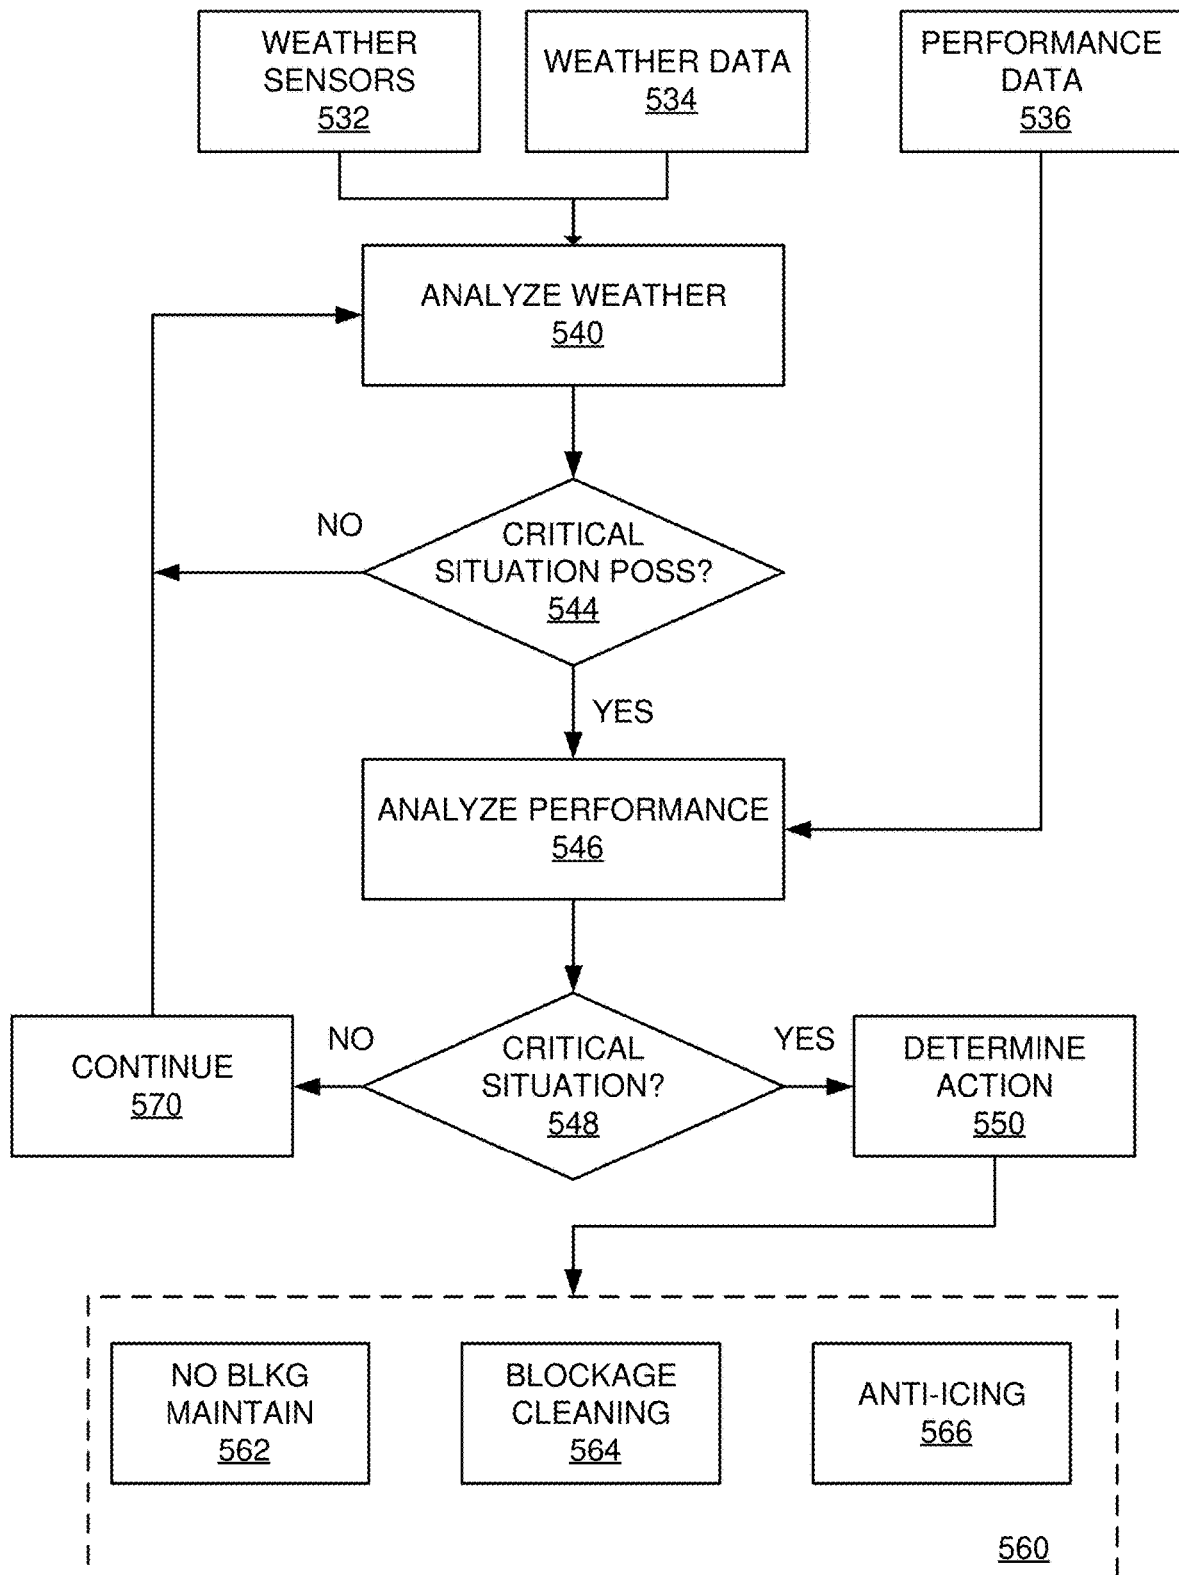 WEATHER
SENSORS
532
WEATHER DATA
534
PERFORMANCE
DATA
536
ANALYZE WEATHER
540
NO
CRITICAL
SITUATION POSS?
544
YES
ANALYZE PERFORMANCE
546
CONTINUE
570
NO
CRITICAL
SITUATION?
548
YES
DETERMINE
ACTION
550
NO BLKG
MAINTAIN
562
BLOCKAGE
CLEANING
564
ANTI-ICING
566
560